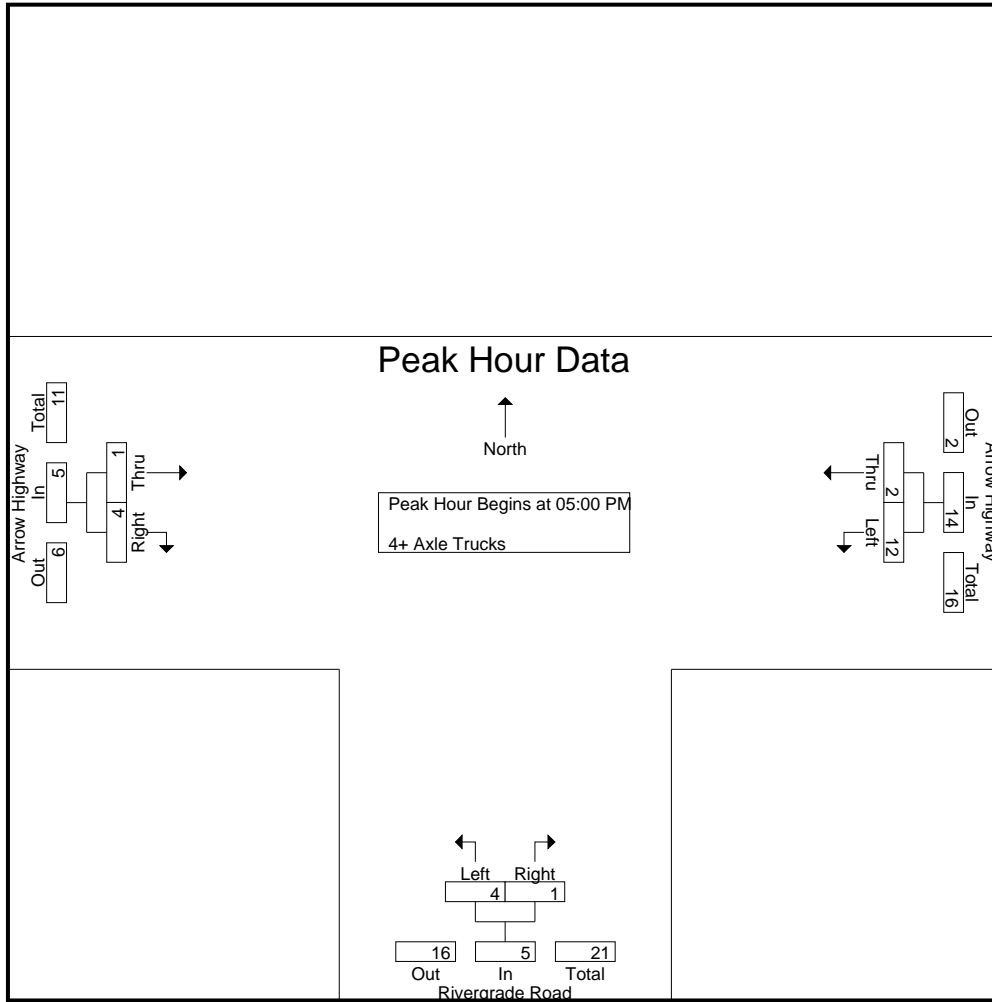 Peak Hour Data
North
Peak Hour Begins at 05:00 PM
4+ Axle Trucks
Arrow Highway
Total
11
In
5
Out
6
1
Thru
4
Right
Arrow Highway
Out
2
In
14
Total
16
Thru
2
Left
12
Left Right
4 1
16 5 21
Out In Total
Rivergrade Road